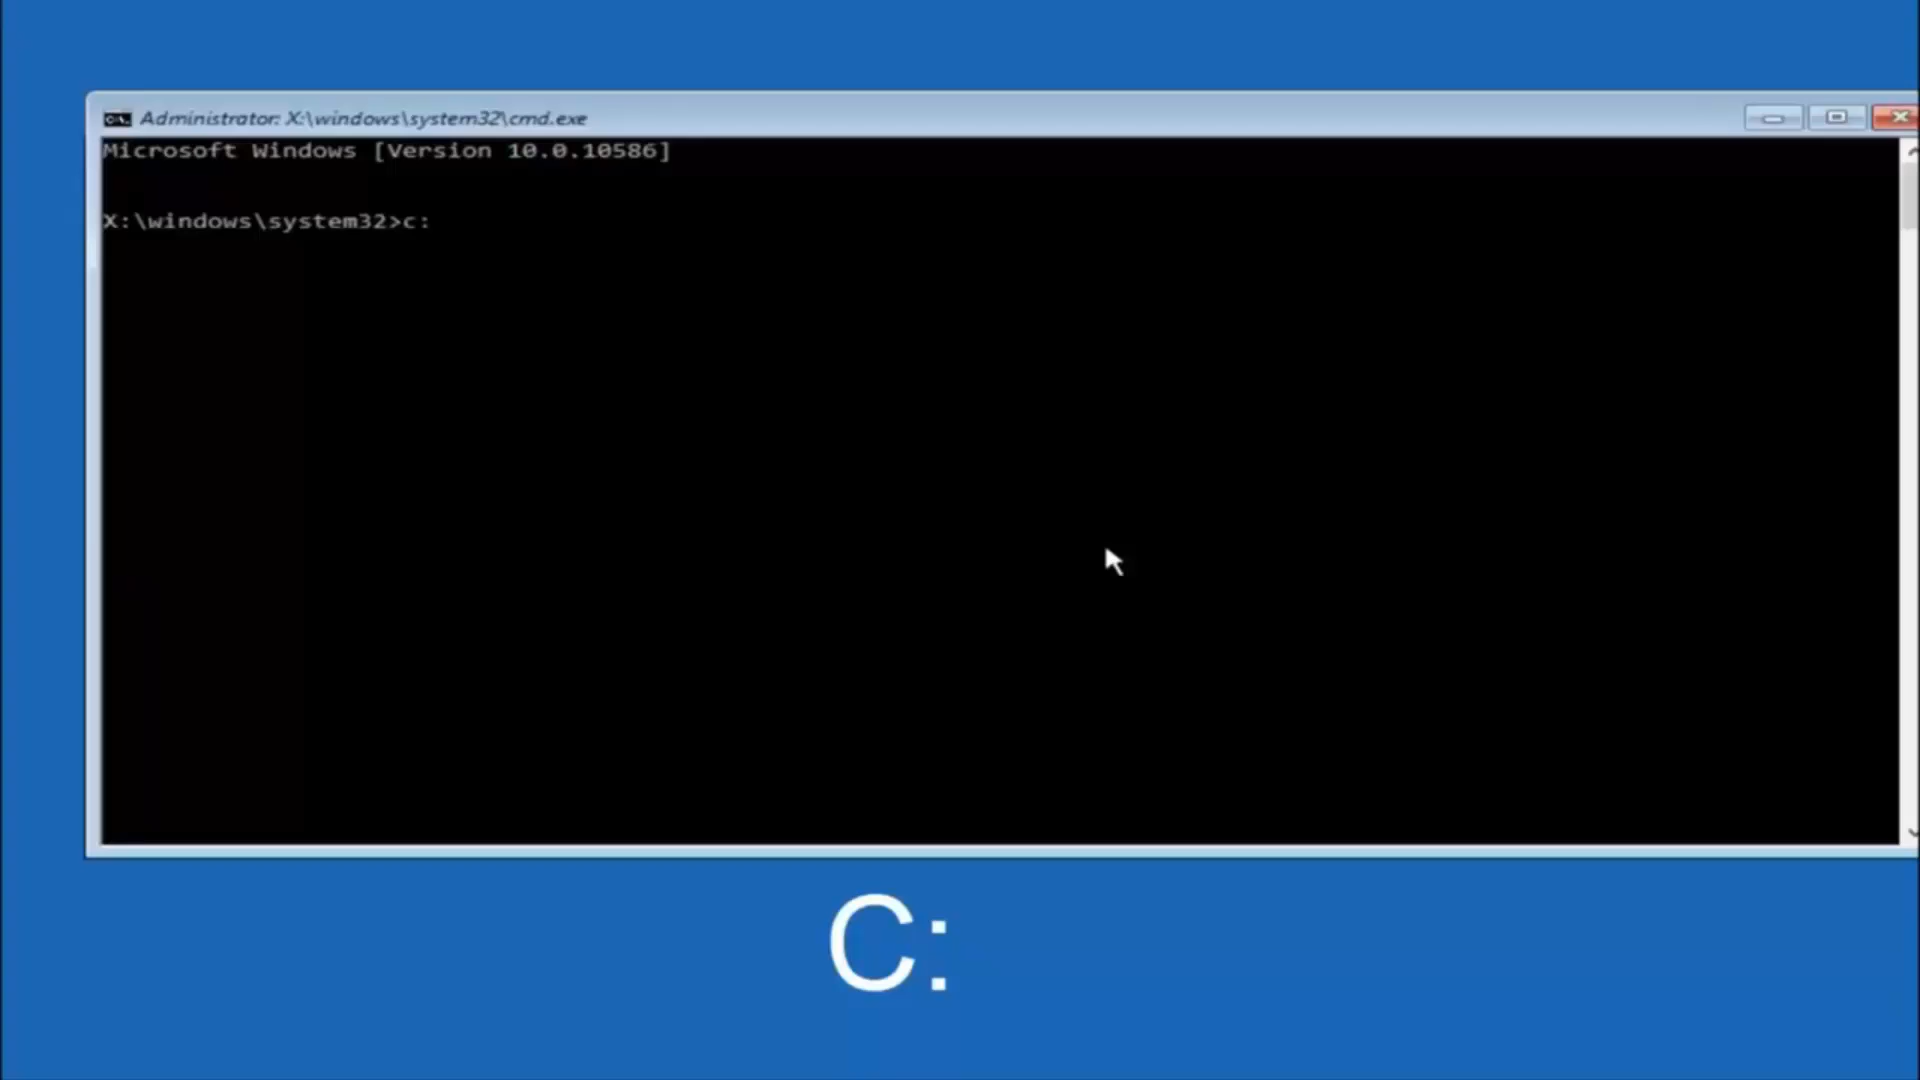 Administrator: X:\windows\system32\cmd.exe
Microsoft Windows [Version 10.0.10586]
X:\windows\system32>c:
C: